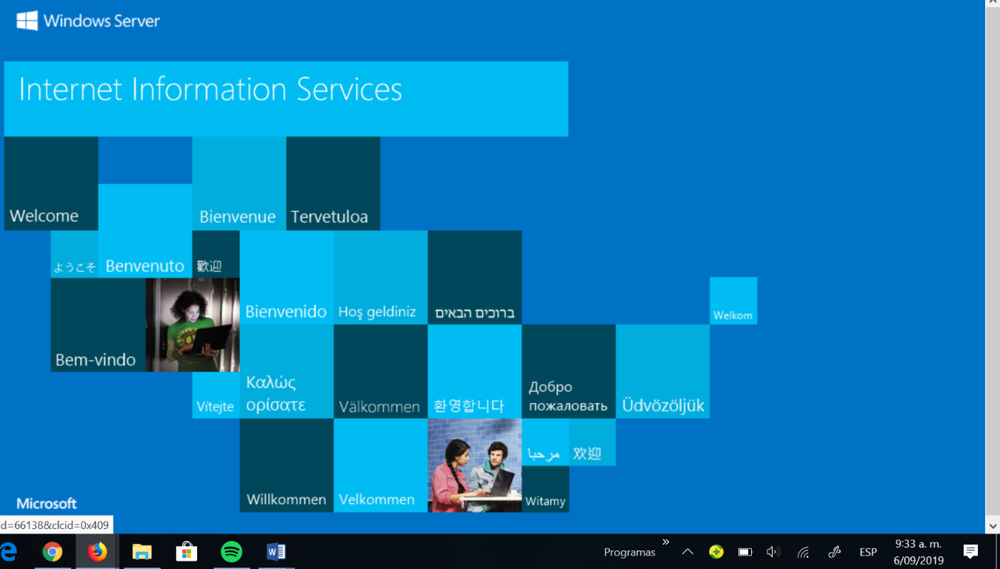 Windows Server
Internet Information Services
Welcome
Bienvenue
Tervetuloa
ようこそ
Benvenuto
歡迎
Bienvenido
Hoş geldiniz
ברוכים הבאים
Welkom
Bem-vindo
Vítejte
Καλώς
ορίσατε
Välkommen
환영합니다
Добро
пожаловать
Üdvözöljük
مرحبا
欢迎
Willkommen
Velkommen
Witamy
Microsoft
d=66138&clcid=0x409
Programas
ESP
9:33 a. m.
6/09/2019